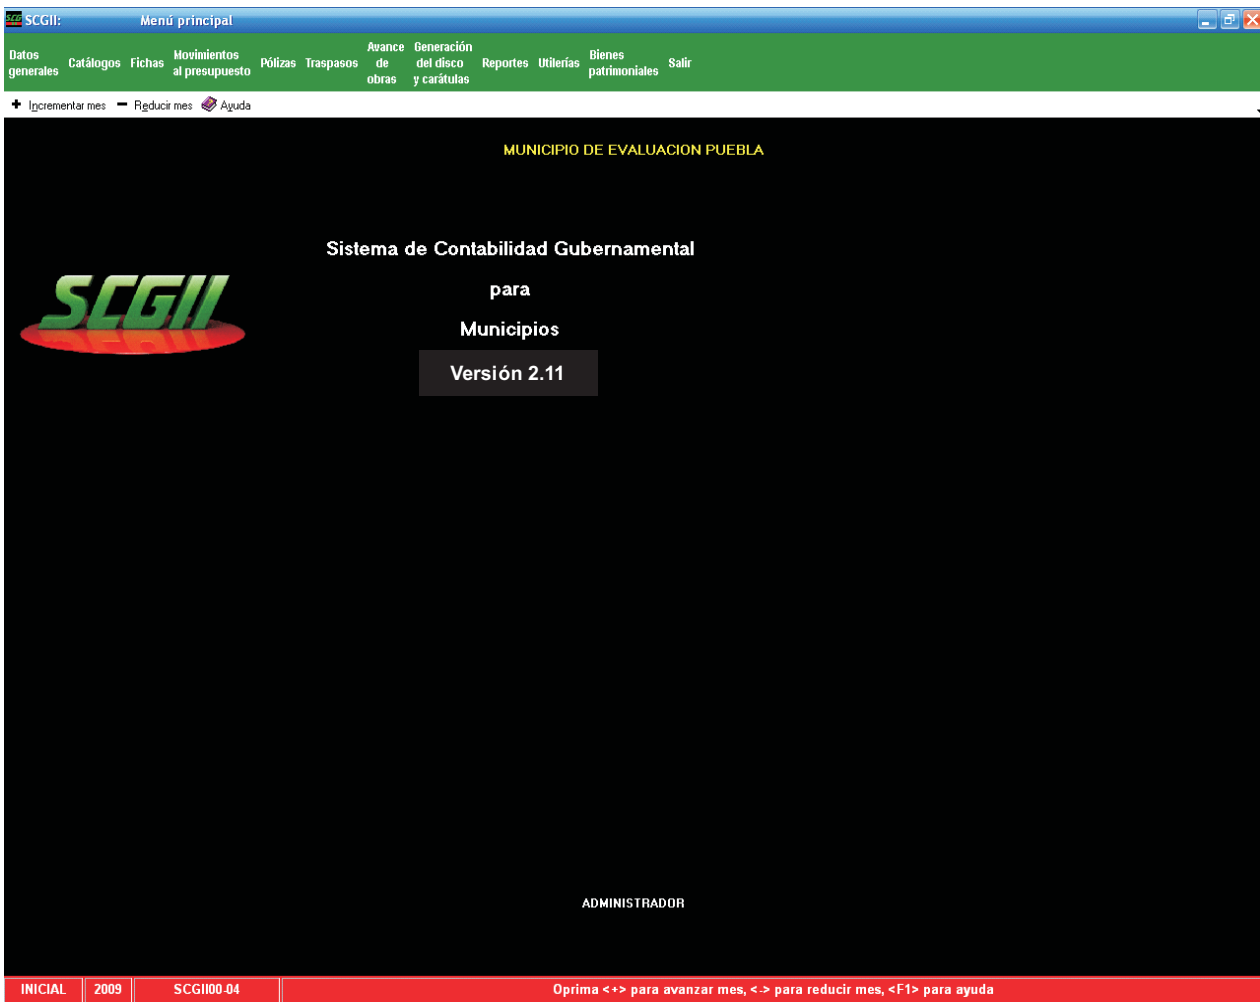 SCG SCGII: Menú principal
Datos generales Catálogos Fichas Movimientos al presupuesto Pólizas Traspasos Avance de obras Generación del disco y carátulas Reportes Utilerías Bienes patrimoniales Salir
+ Incrementar mes − Reducir mes Ayuda
MUNICIPIO DE EVALUACION PUEBLA
Sistema de Contabilidad Gubernamental
para
Municipios
Versión 2.11
SCGII
ADMINISTRADOR
INICIAL 2009 SCGII00-04 Oprima <+> para avanzar mes, <-> para reducir mes, <F1> para ayuda